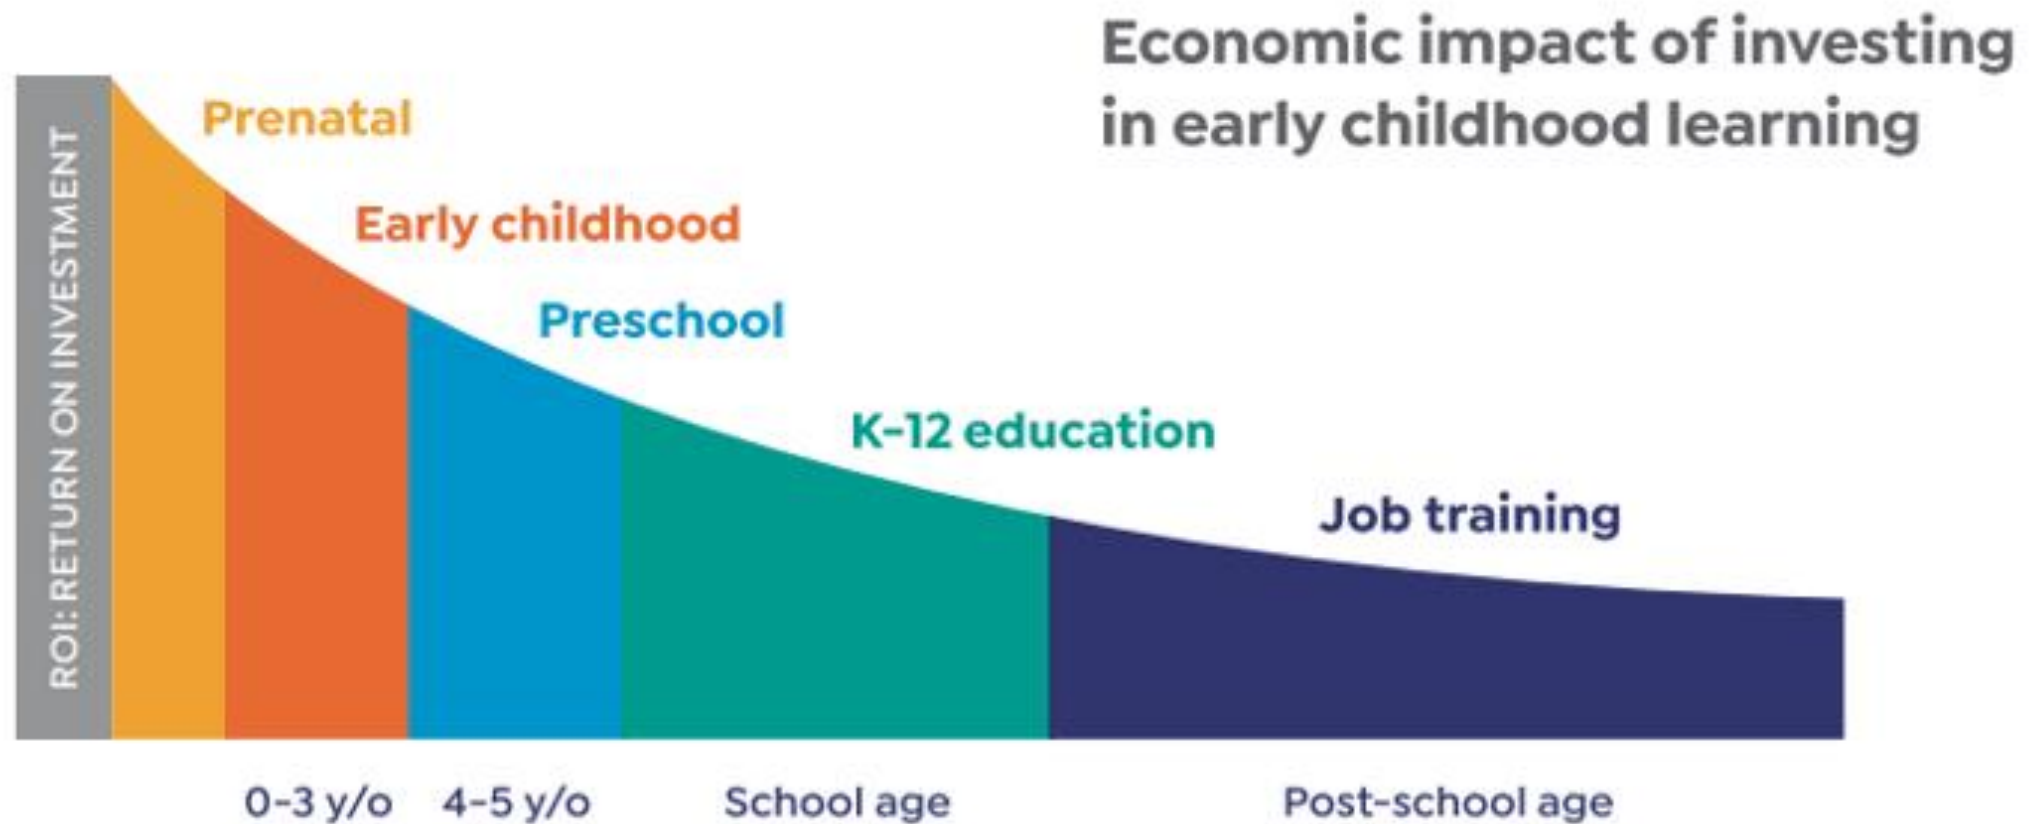 Economic impact of investing
in early childhood learning
ROI: RETURN ON INVESTMENT
Prenatal
Early childhood
Preschool
K-12 education
Job training
0-3 y/o
4-5 y/o
School age
Post-school age